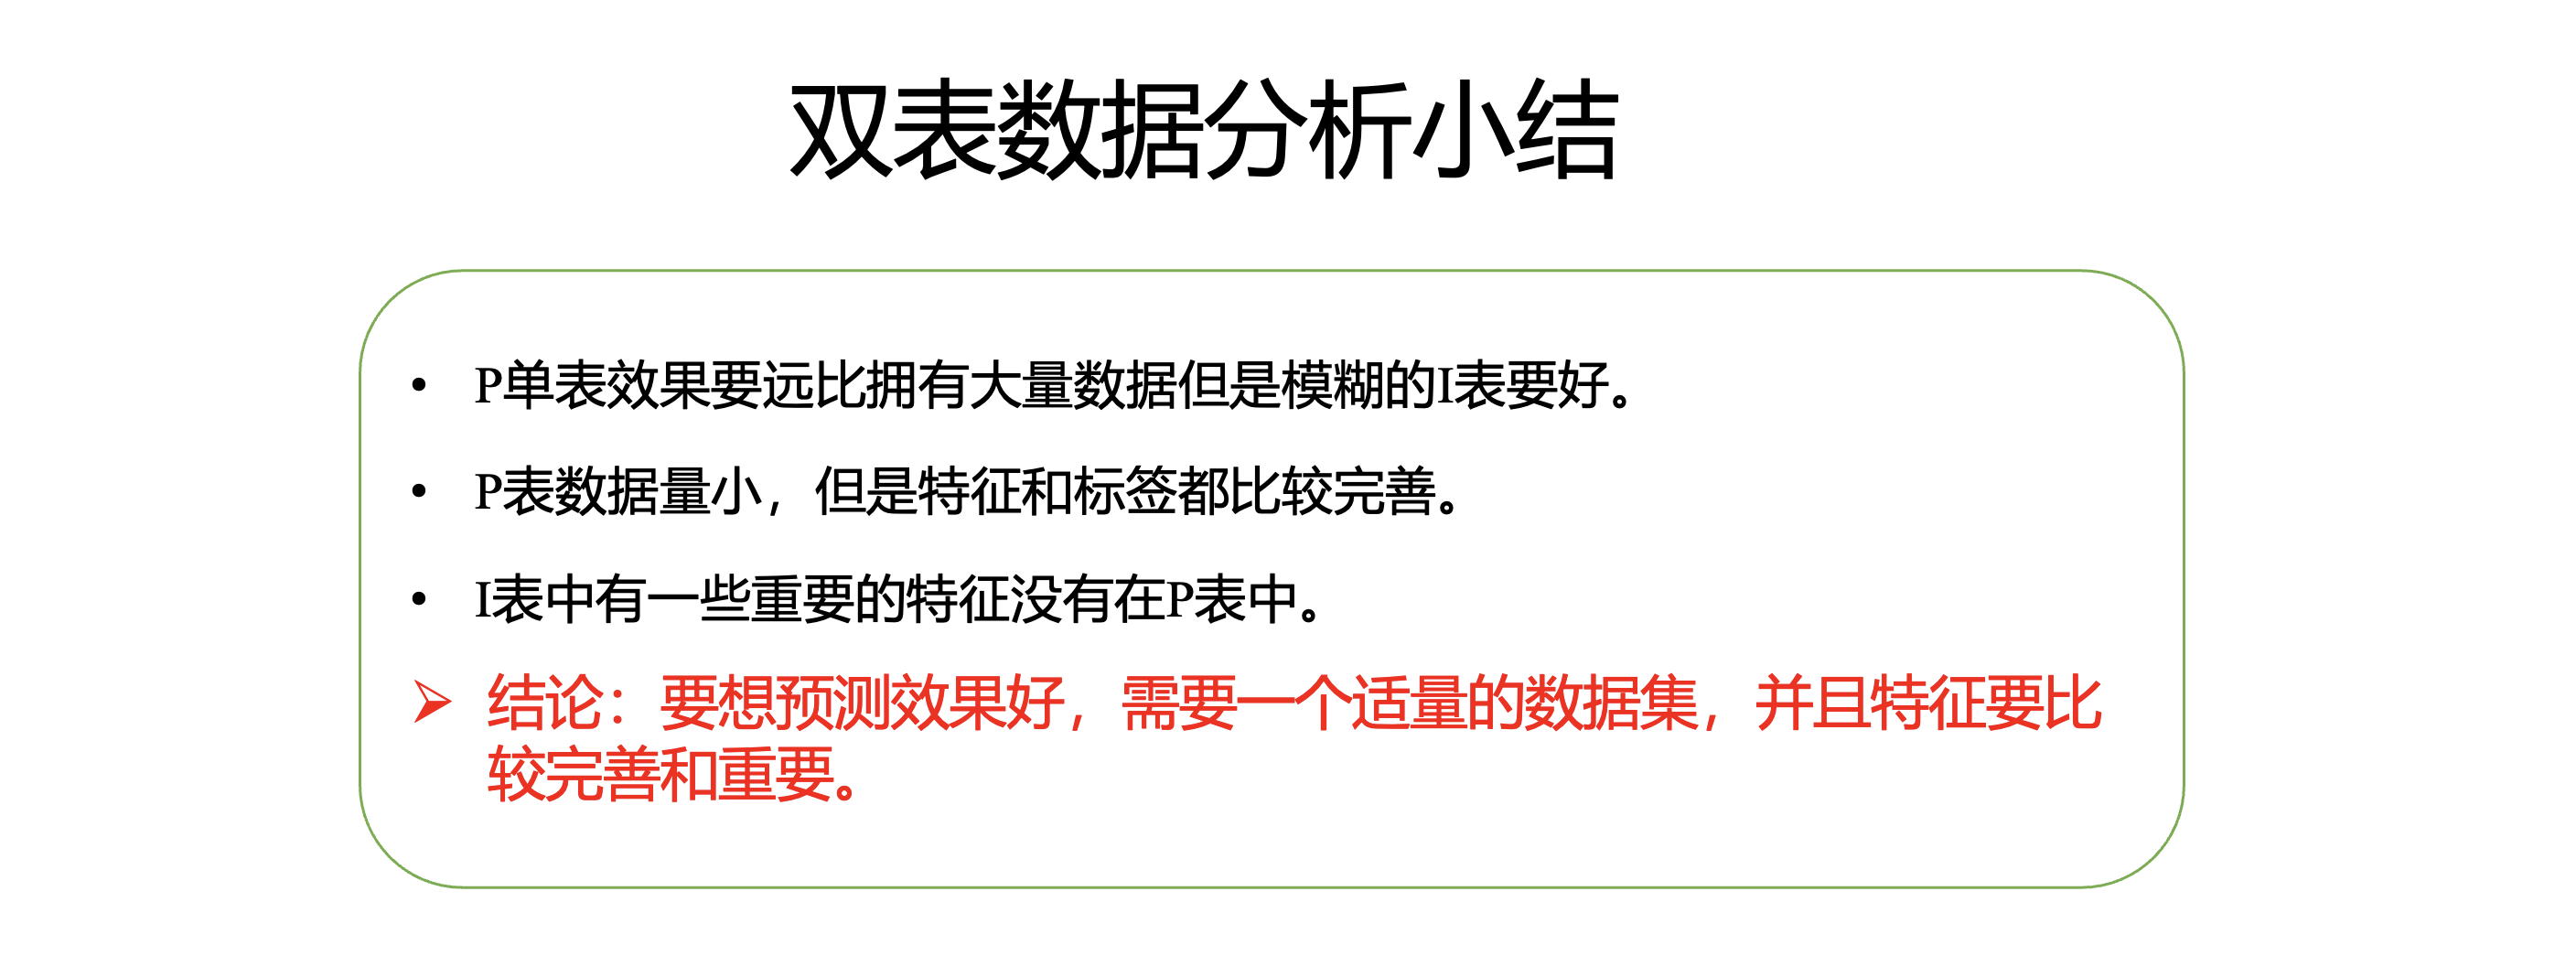 双表数据分析小结
• P单表效果要远比拥有大量数据但是模糊的I表要好。
• P表数据量小，但是特征和标签都比较完善。
• I表中有一些重要的特征没有在P表中。
➢ 结论：要想预测效果好，需要一个适量的数据集，并且特征要比
较完善和重要。